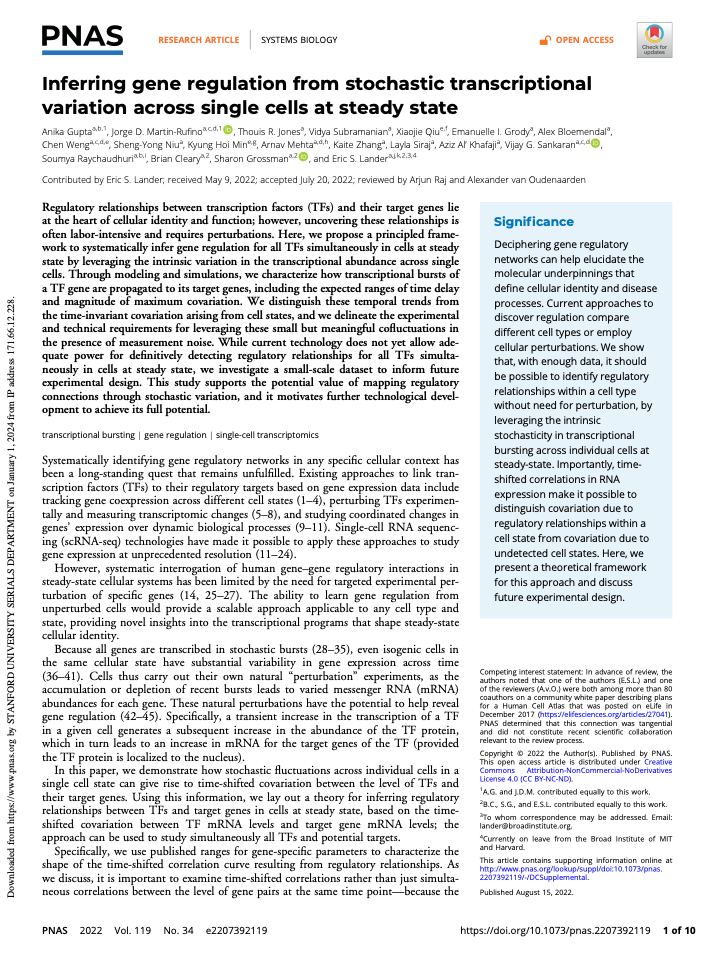 PNAS
RESEARCH ARTICLE | SYSTEMS BIOLOGY
OPEN ACCESS
Check for
updates
Inferring gene regulation from stochastic transcriptional
variation across single cells at steady state
Anika Gupta^a,b,1, Jorge D. Martin-Rufino^a,c,d,1, Thouis R. Jones^a, Vidya Subramanian^a, Xiaojie Qiu^e,f, Emanuelle I. Grody^a, Alex Bloemendal^a,
Chen Weng^a,c,d,e, Sheng-Yong Niu^a, Kyung Hoi Min^e,g, Arnav Mehta^a,d,h, Kaite Zhang^a, Layla Siraj^a, Aziz Al' Khafaji^a, Vijay G. Sankaran^a,c,d,
Soumya Raychaudhuri^a,b,i, Brian Cleary^a,2, Sharon Grossman^a,2, and Eric S. Lander^a,j,k,2,3,4
Contributed by Eric S. Lander; received May 9, 2022; accepted July 20, 2022; reviewed by Arjun Raj and Alexander van Oudenaarden
Regulatory relationships between transcription factors (TFs) and their target genes lie
at the heart of cellular identity and function; however, uncovering these relationships is
often labor-intensive and requires perturbations. Here, we propose a principled frame-
work to systematically infer gene regulation for all TFs simultaneously in cells at steady
state by leveraging the intrinsic variation in the transcriptional abundance across single
cells. Through modeling and simulations, we characterize how transcriptional bursts of
a TF gene are propagated to its target genes, including the expected ranges of time delay
and magnitude of maximum covariation. We distinguish these temporal trends from
the time-invariant covariation arising from cell states, and we delineate the experimental
and technical requirements for leveraging these small but meaningful cofluctuations in
the presence of measurement noise. While current technology does not yet allow ade-
quate power for definitively detecting regulatory relationships for all TFs simulta-
neously in cells at steady state, we investigate a small-scale dataset to inform future
experimental design. This study supports the potential value of mapping regulatory
connections through stochastic variation, and it motivates further technological devel-
opment to achieve its full potential.
transcriptional bursting | gene regulation | single-cell transcriptomics
Systematically identifying gene regulatory networks in any specific cellular context has
been a long-standing quest that remains unfulfilled. Existing approaches to link tran-
scription factors (TFs) to their regulatory targets based on gene expression data include
tracking gene coexpression across different cell states (1–4), perturbing TFs experimen-
tally and measuring transcriptomic changes (5–8), and studying coordinated changes in
genes' expression over dynamic biological processes (9–11). Single-cell RNA sequenc-
ing (scRNA-seq) technologies have made it possible to apply these approaches to study
gene expression at unprecedented resolution (11–24).
However, systematic interrogation of human gene–gene regulatory interactions in
steady-state cellular systems has been limited by the need for targeted experimental per-
turbation of specific genes (14, 25–27). The ability to learn gene regulation from
unperturbed cells would provide a scalable approach applicable to any cell type and
state, providing novel insights into the transcriptional programs that shape steady-state
cellular identity.
Because all genes are transcribed in stochastic bursts (28–35), even isogenic cells in
the same cellular state have substantial variability in gene expression across time
(36–41). Cells thus carry out their own natural "perturbation" experiments, as the
accumulation or depletion of recent bursts leads to varied messenger RNA (mRNA)
abundances for each gene. These natural perturbations have the potential to help reveal
gene regulation (42–45). Specifically, a transient increase in the transcription of a TF
in a given cell generates a subsequent increase in the abundance of the TF protein,
which in turn leads to an increase in mRNA for the target genes of the TF (provided
the TF protein is localized to the nucleus).
In this paper, we demonstrate how stochastic fluctuations across individual cells in a
single cell state can give rise to time-shifted covariation between the level of TFs and
their target genes. Using this information, we lay out a theory for inferring regulatory
relationships between TFs and target genes in cells at steady state, based on the time-
shifted covariation between TF mRNA levels and target gene mRNA levels; the
approach can be used to study simultaneously all TFs and potential targets.
Specifically, we use published ranges for gene-specific parameters to characterize the
shape of the time-shifted correlation curve resulting from regulatory relationships. As
we discuss, it is important to examine time-shifted correlations rather than just simulta-
neous correlations between the level of gene pairs at the same time point—because the
Significance
Deciphering gene regulatory
networks can help elucidate the
molecular underpinnings that
define cellular identity and disease
processes. Current approaches to
discover regulation compare
different cell types or employ
cellular perturbations. We show
that, with enough data, it should
be possible to identify regulatory
relationships within a cell type
without need for perturbation, by
leveraging the intrinsic
stochasticity in transcriptional
bursting across individual cells at
steady-state. Importantly, time-
shifted correlations in RNA
expression make it possible to
distinguish covariation due to
regulatory relationships within a
cell state from covariation due to
undetected cell states. Here, we
present a theoretical framework
for this approach and discuss
future experimental design.
Competing interest statement: In advance of review, the
authors noted that one of the authors (E.S.L.) and one
of the reviewers (A.v.O.) were both among more than 80
coauthors on a community white paper describing plans
for a Human Cell Atlas that was posted on eLife in
December 2017 (https://elifesciences.org/articles/27041).
PNAS determined that this connection was tangential
and did not constitute recent scientific collaboration
relevant to the review process.
Copyright © 2022 the Author(s). Published by PNAS.
This open access article is distributed under Creative
Commons Attribution-NonCommercial-NoDerivatives
License 4.0 (CC BY-NC-ND).
^1A.G. and J.D.M. contributed equally to this work.
^2B.C., S.G., and E.S.L. contributed equally to this work.
^3To whom correspondence may be addressed. Email:
lander@broadinstitute.org.
^4Currently on leave from the Broad Institute of MIT
and Harvard.
This article contains supporting information online at
http://www.pnas.org/lookup/suppl/doi:10.1073/pnas.
2207392119/-/DCSupplemental.
Published August 15, 2022.
Downloaded from https://www.pnas.org by STANFORD UNIVERSITY SERIALS DEPARTMENT on January 1, 2024 from IP address 171.66.12.228.
PNAS 2022 Vol. 119 No. 34 e2207392119
https://doi.org/10.1073/pnas.2207392119 1 of 10